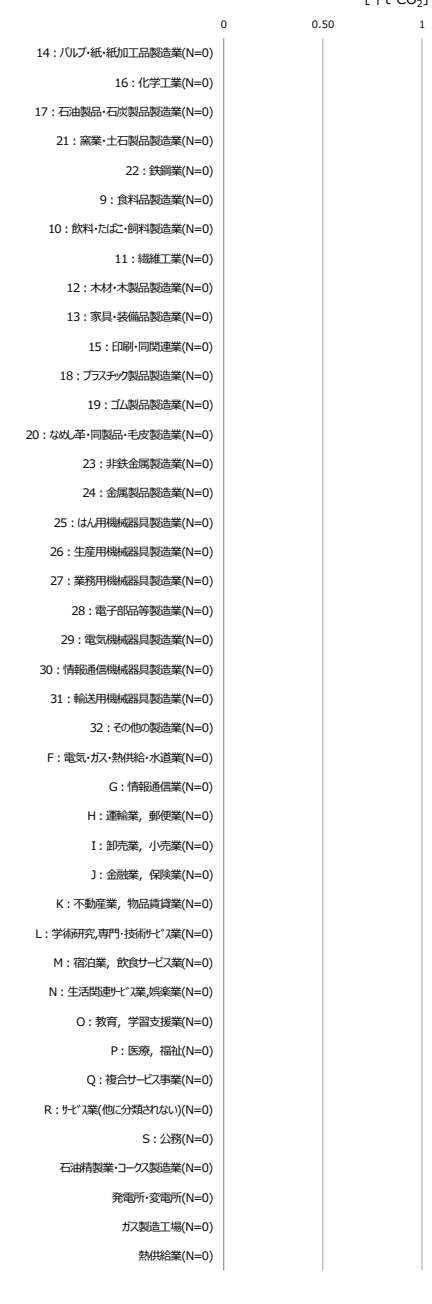 0 0.50 1
14：パルプ・紙・紙加工品製造業(N=0)
16：化学工業(N=0)
17：石油製品・石炭製品製造業(N=0)
21：窯業・土石製品製造業(N=0)
22：鉄鋼業(N=0)
9：食料品製造業(N=0)
10：飲料・たばこ・飼料製造業(N=0)
11：繊維工業(N=0)
12：木材・木製品製造業(N=0)
13：家具・装備品製造業(N=0)
15：印刷・同関連業(N=0)
18：プラスチック製品製造業(N=0)
19：ゴム製品製造業(N=0)
20：なめし革・同製品・毛皮製造業(N=0)
23：非鉄金属製造業(N=0)
24：金属製品製造業(N=0)
25：はん用機械器具製造業(N=0)
26：生産用機械器具製造業(N=0)
27：業務用機械器具製造業(N=0)
28：電子部品等製造業(N=0)
29：電気機械器具製造業(N=0)
30：情報通信機械器具製造業(N=0)
31：輸送用機械器具製造業(N=0)
32：その他の製造業(N=0)
F：電気・ガス・熱供給・水道業(N=0)
G：情報通信業(N=0)
H：運輸業，郵便業(N=0)
I：卸売業，小売業(N=0)
J：金融業，保険業(N=0)
K：不動産業，物品賃貸業(N=0)
L：学術研究,専門・技術ｻｰﾋﾞｽ業(N=0)
M：宿泊業，飲食サービス業(N=0)
N：生活関連ｻｰﾋﾞｽ業,娯楽業(N=0)
O：教育，学習支援業(N=0)
P：医療，福祉(N=0)
Q：複合サービス事業(N=0)
R：ｻｰﾋﾞｽ業(他に分類されない)(N=0)
S：公務(N=0)
石油精製業・コークス製造業(N=0)
発電所・変電所(N=0)
ガス製造工場(N=0)
熱供給業(N=0)